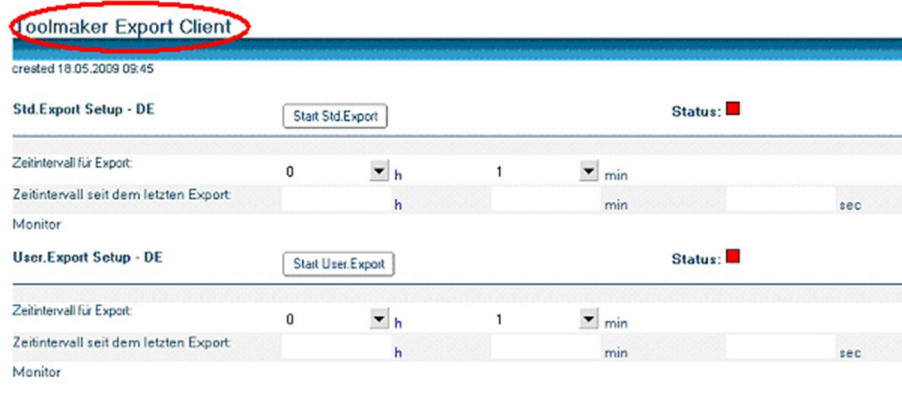 Toolmaker Export Client
created 18.05.2009 09:45
Std.Export Setup - DE Start Std.Export Status:
Zeitintervall für Export: 0 h 1 min
Zeitintervall seit dem letzten Export: h min sec
Monitor
User.Export Setup - DE Start User.Export Status:
Zeitintervall für Export: 0 h 1 min
Zeitintervall seit dem letzten Export: h min sec
Monitor